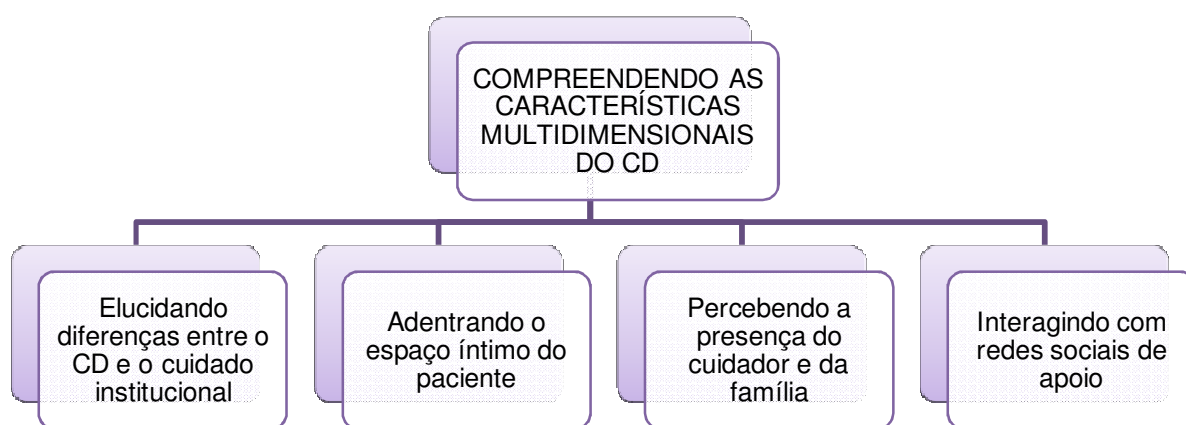 COMPREENDENDO AS
CARACTERÍSTICAS
MULTIDIMENSIONAIS
DO CD
Elucidando
diferenças entre o
CD e o cuidado
institucional
Adentrando o
espaço íntimo do
paciente
Percebendo a
presença do
cuidador e da
família
Interagindo com
redes sociais de
apoio